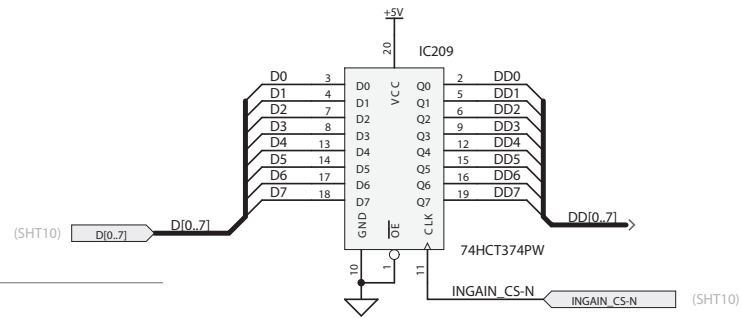 +5V
20
IC209
D0 3 D0 VCC Q0 2 DD0
D1 4 D1 Q1 5 DD1
D2 7 D2 Q2 6 DD2
D3 8 D3 Q3 9 DD3
D4 13 D4 Q4 12 DD4
D5 14 D5 Q5 15 DD5
D6 17 D6 Q6 16 DD6
D7 18 D7 Q7 19 DD7
(SHT10) D[0..7] D[0..7] GND OE CLK DD[0..7]
74HCT374PW
10 1 11
INGAIN_CS-N INGAIN_CS-N (SHT10)